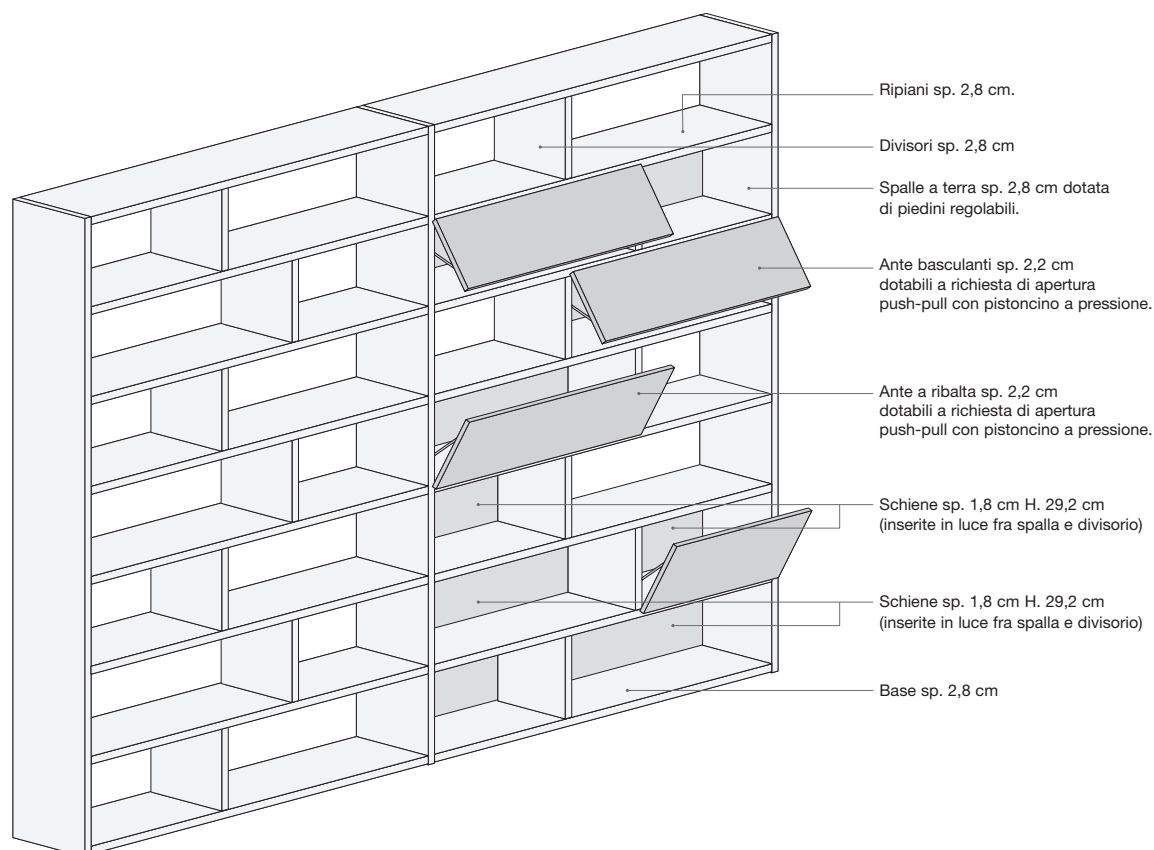 Ripiani sp. 2,8 cm.
Divisori sp. 2,8 cm
Spalle a terra sp. 2,8 cm dotata
di piedini regolabili.
Ante basculanti sp. 2,2 cm
dotabili a richiesta di apertura
push-pull con pistoncino a pressione.
Ante a ribalta sp. 2,2 cm
dotabili a richiesta di apertura
push-pull con pistoncino a pressione.
Schiene sp. 1,8 cm H. 29,2 cm
(inserite in luce fra spalla e divisorio)
Schiene sp. 1,8 cm H. 29,2 cm
(inserite in luce fra spalla e divisorio)
Base sp. 2,8 cm